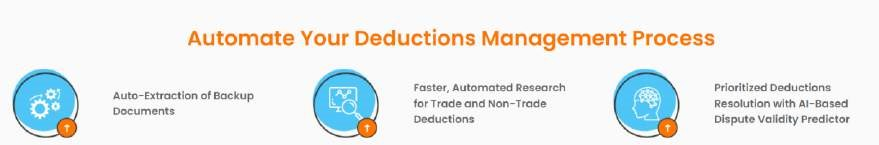 Automate Your Deductions Management Process
Auto-Extraction of Backup
Documents
Faster, Automated Research
for Trade and Non-Trade
Deductions
Prioritized Deductions
Resolution with AI-Based
Dispute Validity Predictor